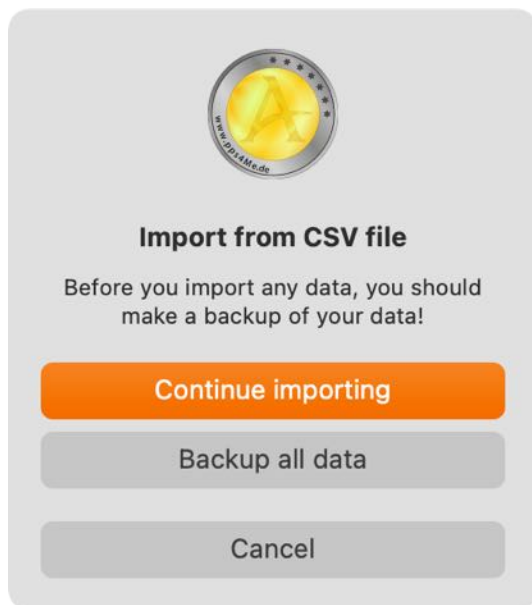 www.pps4Me.de
Import from CSV file
Before you import any data, you should
make a backup of your data!
Continue importing
Backup all data
Cancel